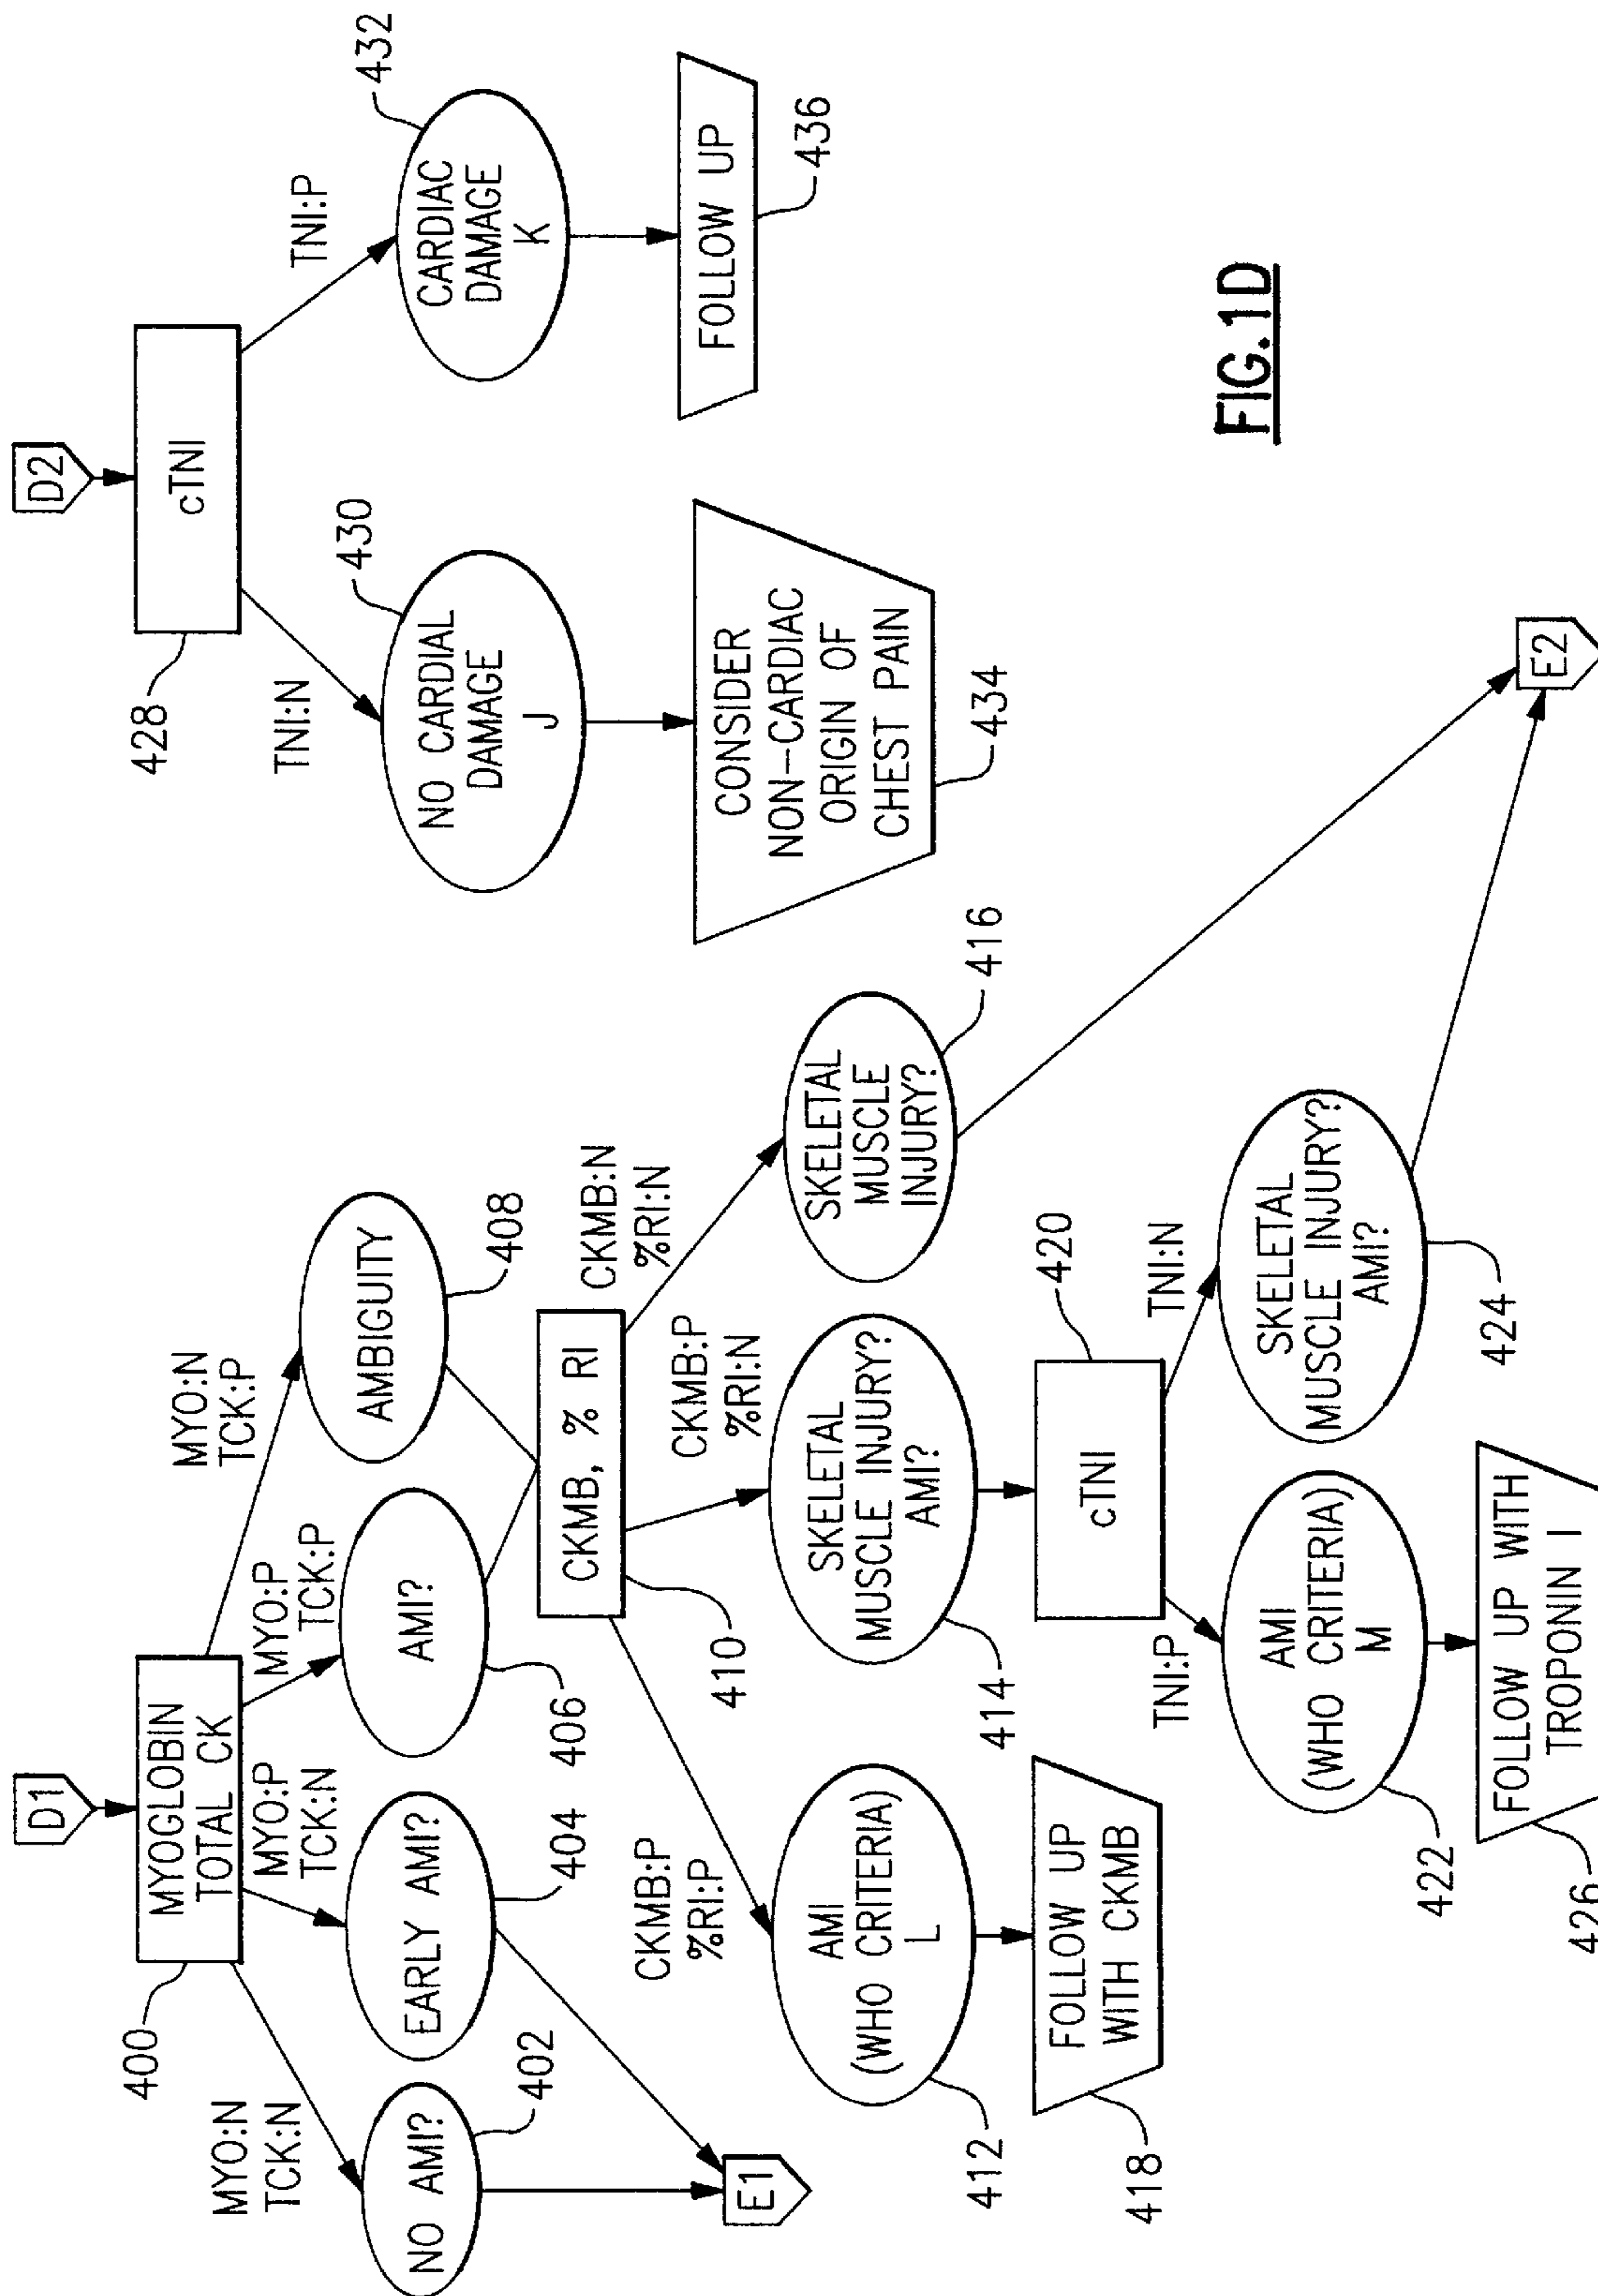 D1
400
MYOGLOBIN
TOTAL CK
MYO:N
TCK:N
MYO:P
TCK:N
MYO:P
TCK:P
MYO:N
TCK:P
NO AMI?
402
EARLY AMI?
404
AMI?
406
AMBIGUITY
408
E1
CKMB, % RI
410
CKMB:P
%RI:P
CKMB:P
%RI:N
CKMB:N
%RI:N
AMI
(WHO CRITERIA)
L
412
SKELETAL
MUSCLE INJURY?
AMI?
414
SKELETAL
MUSCLE
INJURY?
416
FOLLOW UP
WITH CKMB
418
cTNI
420
TNI:P
TNI:N
AMI
(WHO CRITERIA)
M
422
SKELETAL
MUSCLE INJURY?
AMI?
424
FOLLOW UP WITH
TROPONIN I
426
E2
D2
cTNI
428
TNI:N
TNI:P
NO CARDIAL
DAMAGE
J
430
CARDIAC
DAMAGE
K
432
CONSIDER
NON-CARDIAC
ORIGIN OF
CHEST PAIN
434
FOLLOW UP
436
FIG.1D